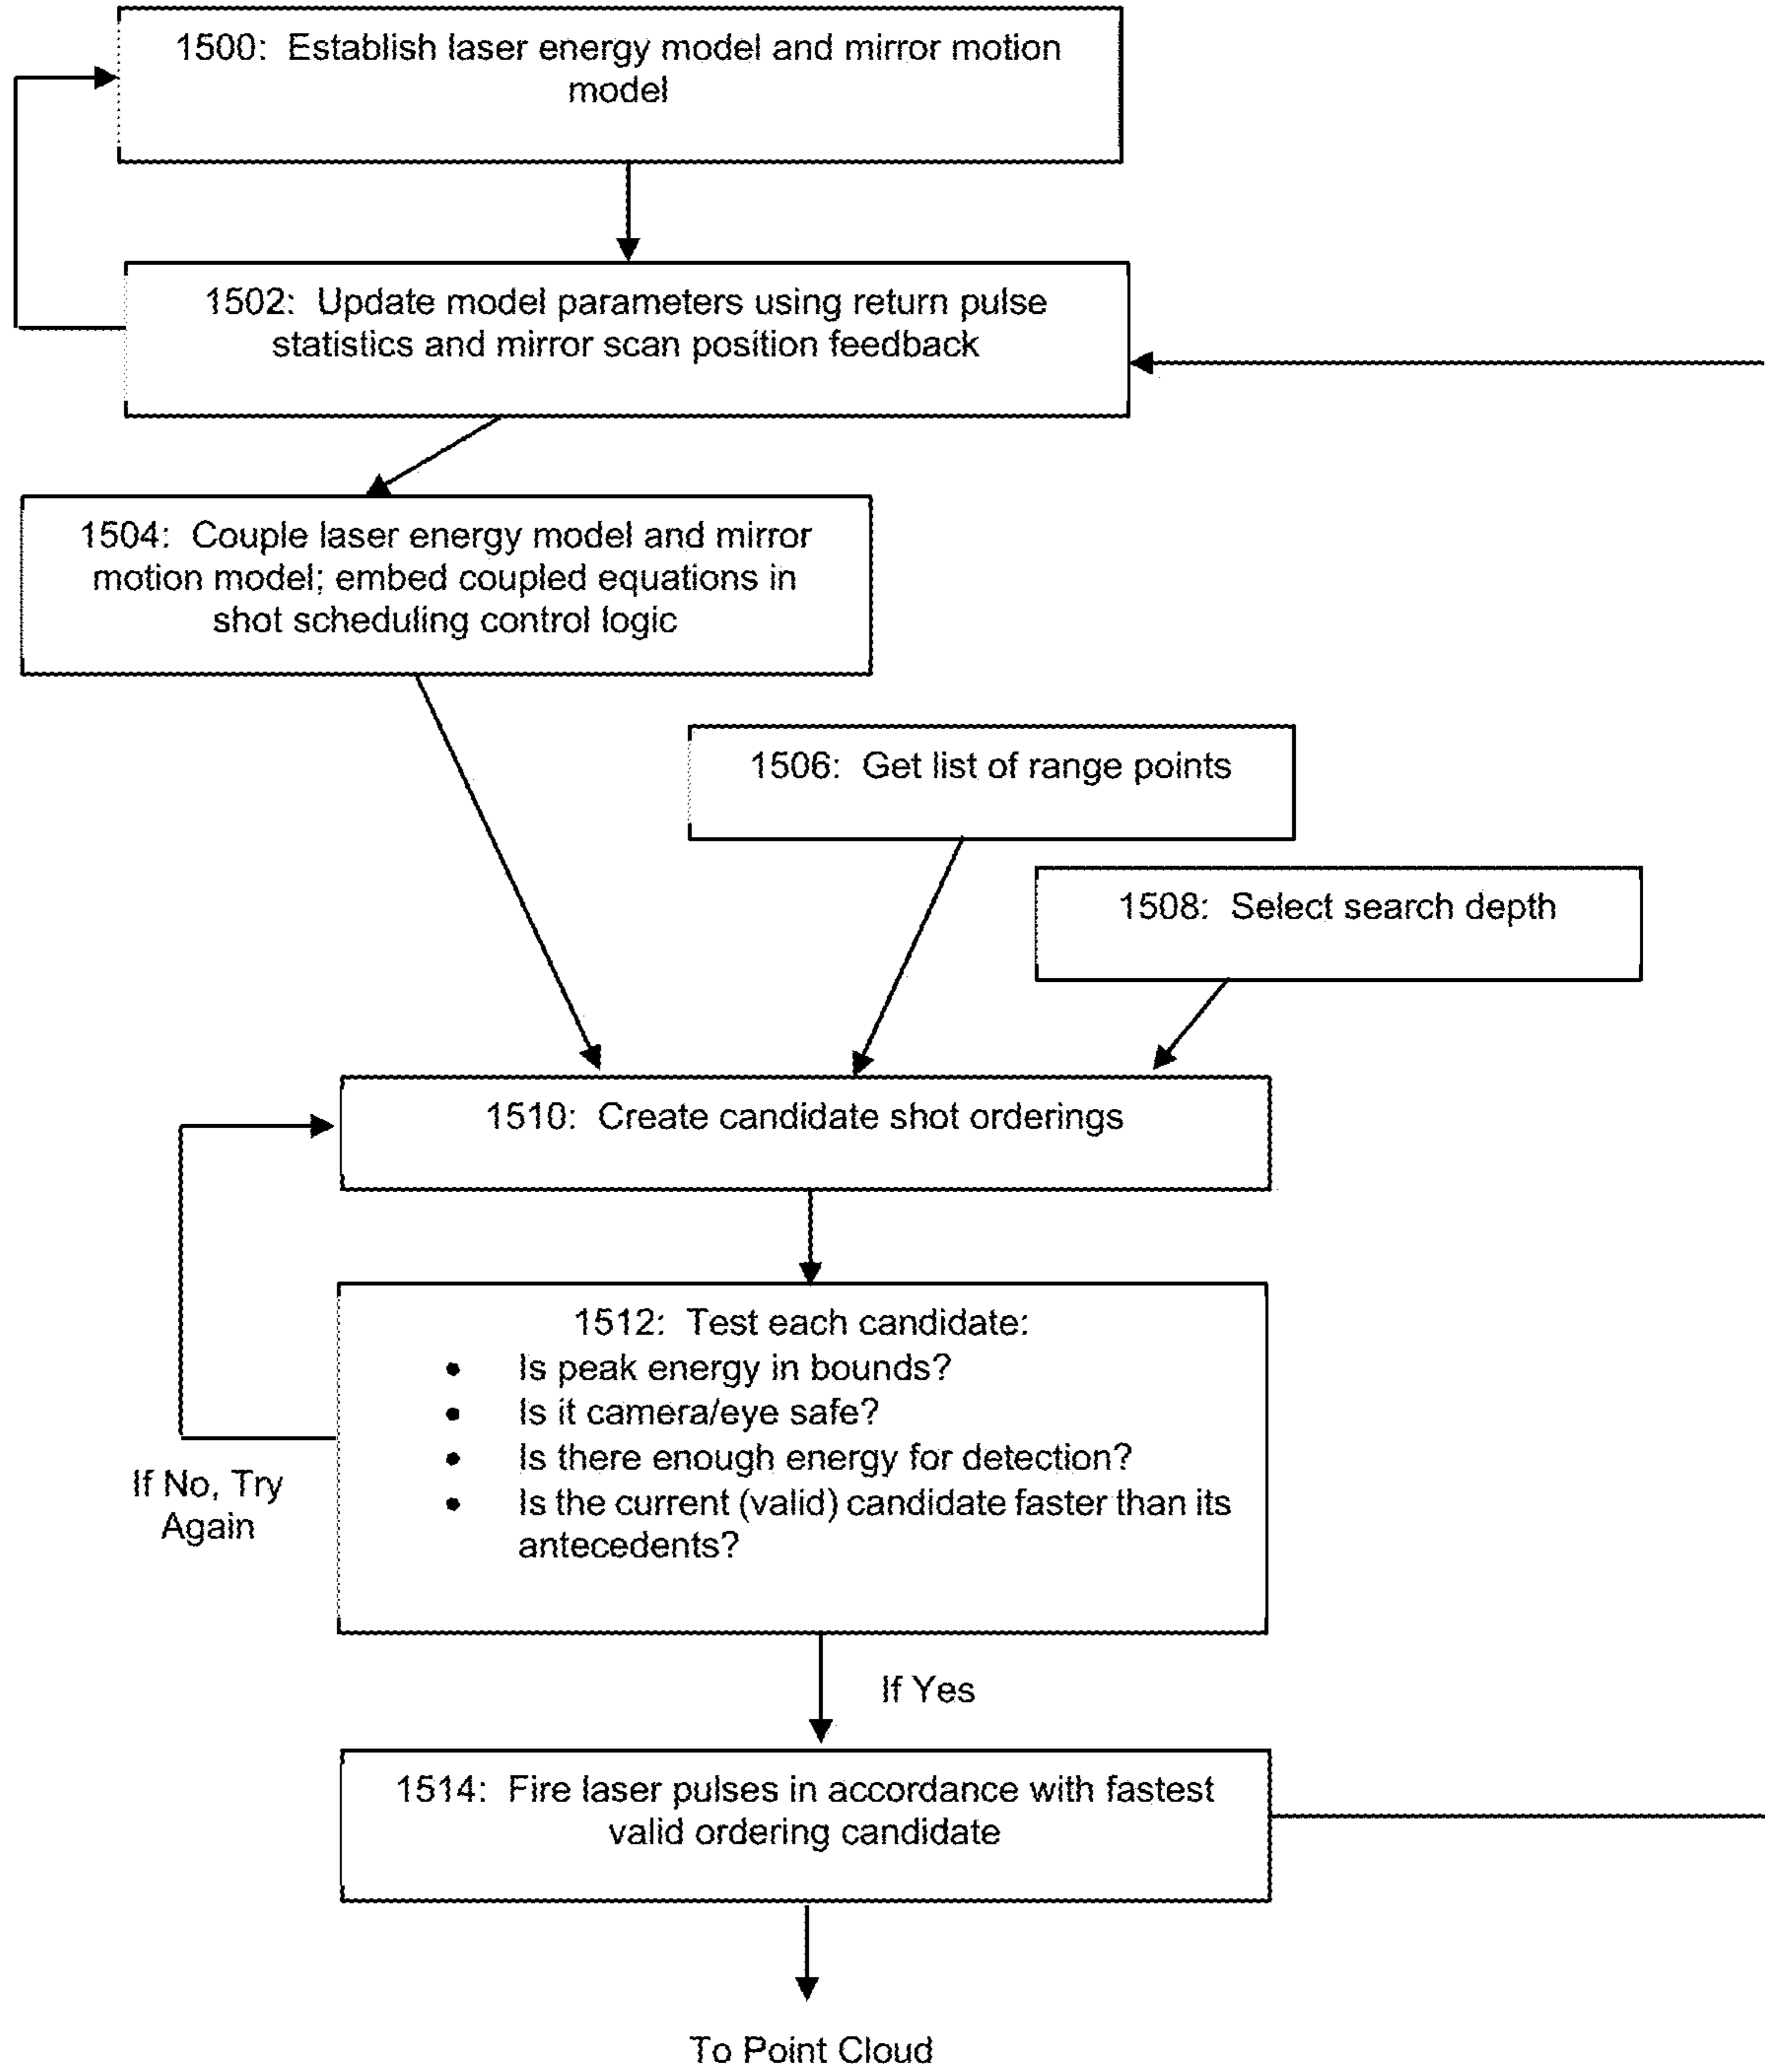 1500: Establish laser energy model and mirror motion
model
1502: Update model parameters using return pulse
statistics and mirror scan position feedback
1504: Couple laser energy model and mirror
motion model; embed coupled equations in
shot scheduling control logic
1506: Get list of range points
1508: Select search depth
1510: Create candidate shot orderings
1512: Test each candidate:
• Is peak energy in bounds?
• Is it camera/eye safe?
• Is there enough energy for detection?
• Is the current (valid) candidate faster than its
antecedents?
If No, Try
Again
If Yes
1514: Fire laser pulses in accordance with fastest
valid ordering candidate
To Point Cloud